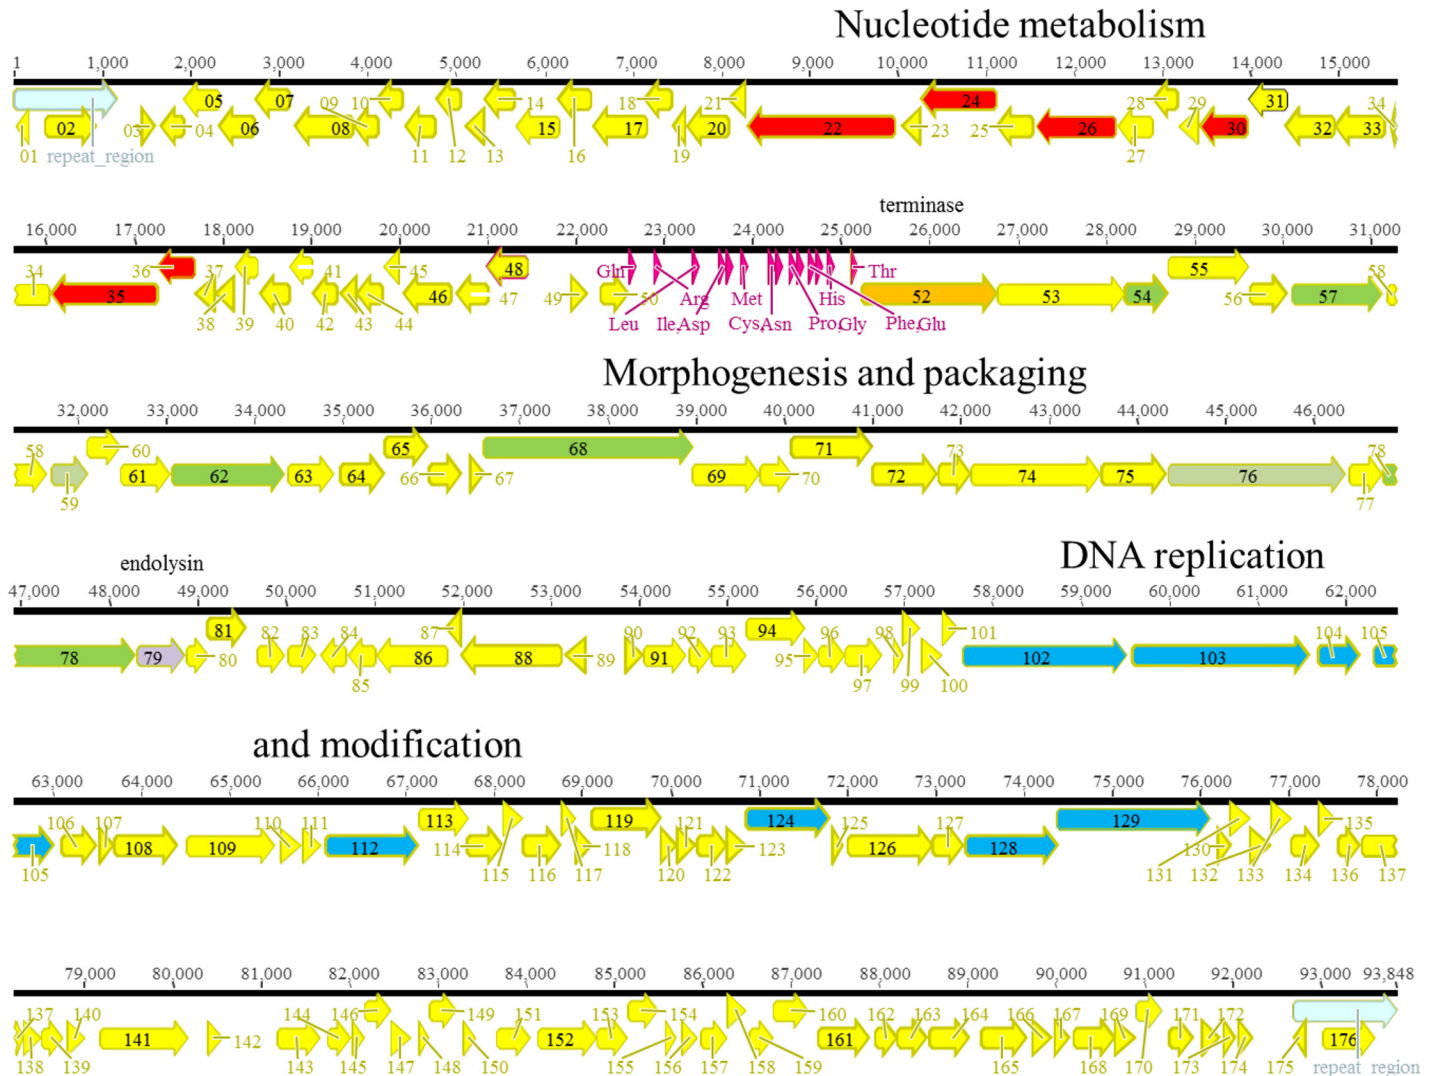 Nucleotide metabolism
1 1,000 2,000 3,000 4,000 5,000 6,000 7,000 8,000 9,000 10,000 11,000 12,000 13,000 14,000 15,000
05 07 09 10 14 16 18 21 24 28 29 31 34
02 03 04 06 08 15 17 20 22 23 25 26 30 32 33
01 repeat_region 11 12 13 16 19 27
terminase
16,000 17,000 18,000 19,000 20,000 21,000 22,000 23,000 24,000 25,000 26,000 27,000 28,000 29,000 30,000 31,000
34 36 37 41 45 48 Gln Thr 55 58
35 46 47 49 50 Arg Met His 52 53 54 56 57
38 39 40 42 43 44 Leu Ile,Asp Cys,Asn Pro,Gly Phe,Glu
Morphogenesis and packaging
32,000 33,000 34,000 35,000 36,000 37,000 38,000 39,000 40,000 41,000 42,000 43,000 44,000 45,000 46,000
58 60 65 68 71 73 78
61 62 63 64 66 67 69 70 72 74 75 76
59 77
endolysin
DNA replication
47,000 48,000 49,000 50,000 51,000 52,000 53,000 54,000 55,000 56,000 57,000 58,000 59,000 60,000 61,000 62,000
81 82 83 84 87 90 92 93 94 96 98 101 104 105
78 79 80 86 88 89 91 95 102 103
85 97 99 100
and modification
63,000 64,000 65,000 66,000 67,000 68,000 69,000 70,000 71,000 72,000 73,000 74,000 75,000 76,000 77,000 78,000
106 107 110 111 113 119 121 124 125 127 129 135
108 109 112 114 118 123 126 128 130
105 115 116 117 120 122 131 132 133 134 136 137
79,000 80,000 81,000 82,000 83,000 84,000 85,000 86,000 87,000 88,000 89,000 90,000 91,000 92,000 93,000 93,848
137 140 144 146 149 151 153 154 160 162 163 164 166 167 169 171 172
141 142 152 161 176
138 139 143 145 147 148 150 155 156 157 158 159 165 168 170 173 174 175 repeat_region